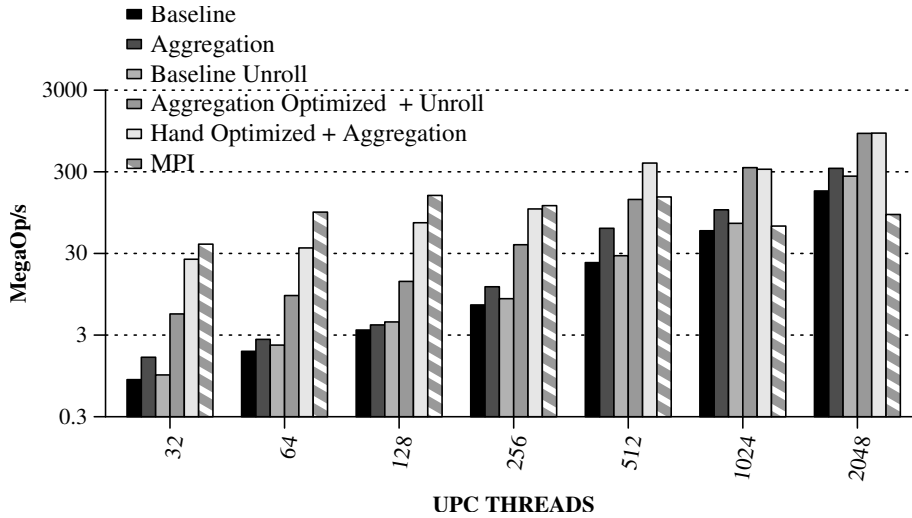 Baseline
Aggregation
Baseline Unroll
Aggregation Optimized + Unroll
Hand Optimized + Aggregation
MPI
3000
300
30
3
0.3
MegaOp/s
32
64
128
256
512
1024
2048
UPC THREADS